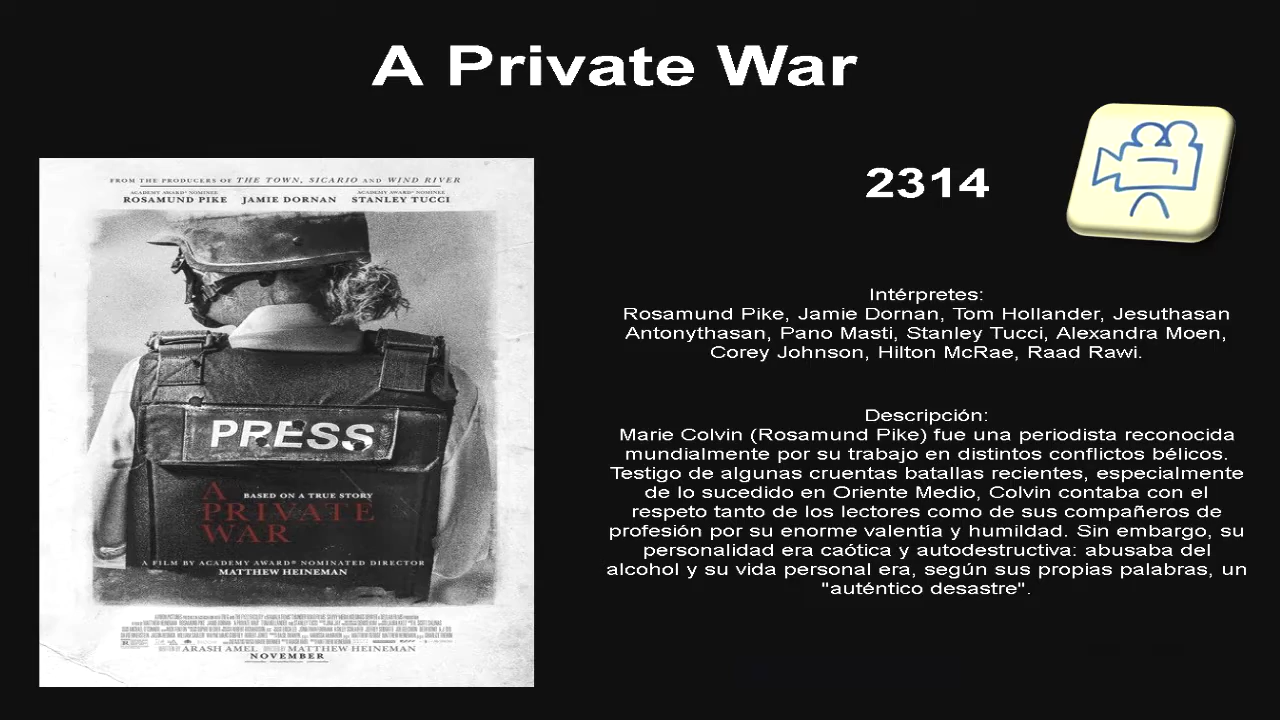 A Private War
FROM THE PRODUCERS OF THE TOWN, SICARIO AND WIND RIVER
ACADEMY AWARD® NOMINEE
ROSAMUND PIKE
JAMIE DORNAN
ACADEMY AWARD® NOMINEE
STANLEY TUCCI
PRESS
BASED ON A TRUE STORY
A
PRIVATE
WAR
A FILM BY ACADEMY AWARD® NOMINATED DIRECTOR
MATTHEW HEINEMAN
WRITTEN BY ARASH AMEL DIRECTED BY MATTHEW HEINEMAN
NOVEMBER
2314
Intérpretes:
Rosamund Pike, Jamie Dornan, Tom Hollander, Jesuthasan
Antonythasan, Pano Masti, Stanley Tucci, Alexandra Moen,
Corey Johnson, Hilton McRae, Raad Rawi.
Descripción:
Marie Colvin (Rosamund Pike) fue una periodista reconocida
mundialmente por su trabajo en distintos conflictos bélicos.
Testigo de algunas cruentas batallas recientes, especialmente
de lo sucedido en Oriente Medio, Colvin contaba con el
respeto tanto de los lectores como de sus compañeros de
profesión por su enorme valentía y humildad. Sin embargo, su
personalidad era caótica y autodestructiva: abusaba del
alcohol y su vida personal era, según sus propias palabras, un
"auténtico desastre".